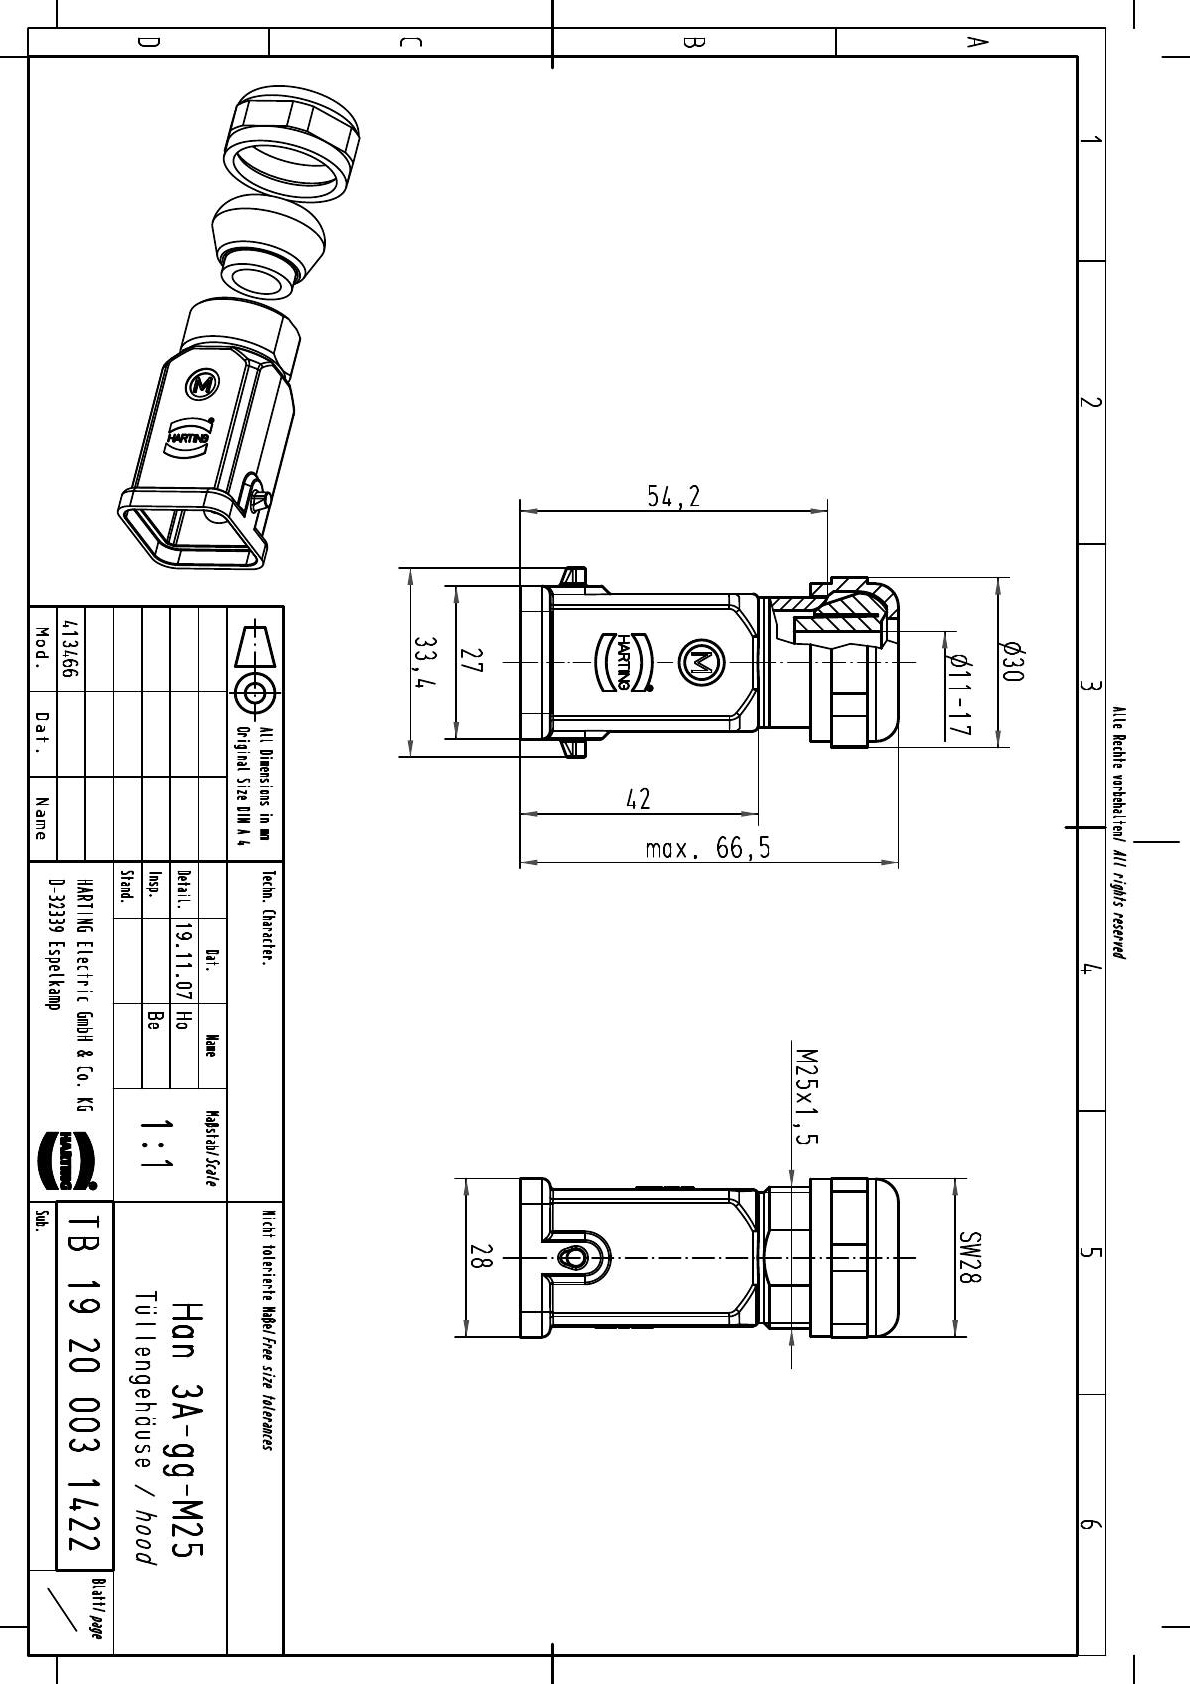 D
C
B
A
1
2
3
4
5
6
Alle Rechte vorbehalten/ All rights reserved
M
HARTING
®
54,2
Ø30
Ø11-17
33,4
27
M
HARTING
®
42
max. 66,5
M25x1,5
SW28
28
All Dimensions in mm
Original Size DIN A 4
413466
Mod.
Dat.
Name
Techn. Character.
Nicht tolerierte Maße/Free size tolerances
Dat.
Name
Maßstab/Scale
Detail.
19.11.07
Ho
Insp.
Be
Stand.
1:1
Han 3A-gg-M25
Tüllengehäuse / hood
HARTING Electric GmbH & Co. KG
D-32339 Espelkamp
HARTING
®
TB 19 20 003 1422
Sub.
Blatt/page